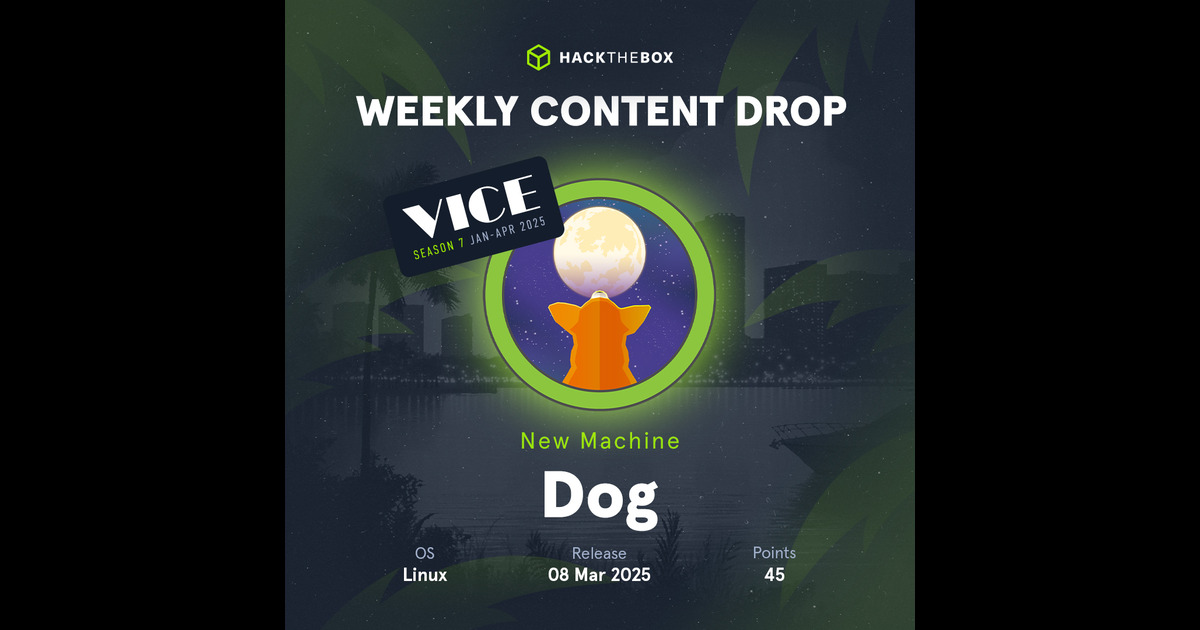 HACKTHEBOX
WEEKLY CONTENT DROP
VICE
SEASON 7 JAN-APR 2025
New Machine
Dog
OS
Linux
Release
08 Mar 2025
Points
45